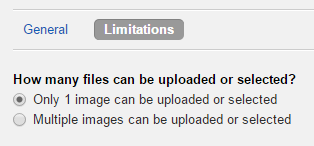 General Limitations
How many files can be uploaded or selected?
Only 1 image can be uploaded or selected
Multiple images can be uploaded or selected